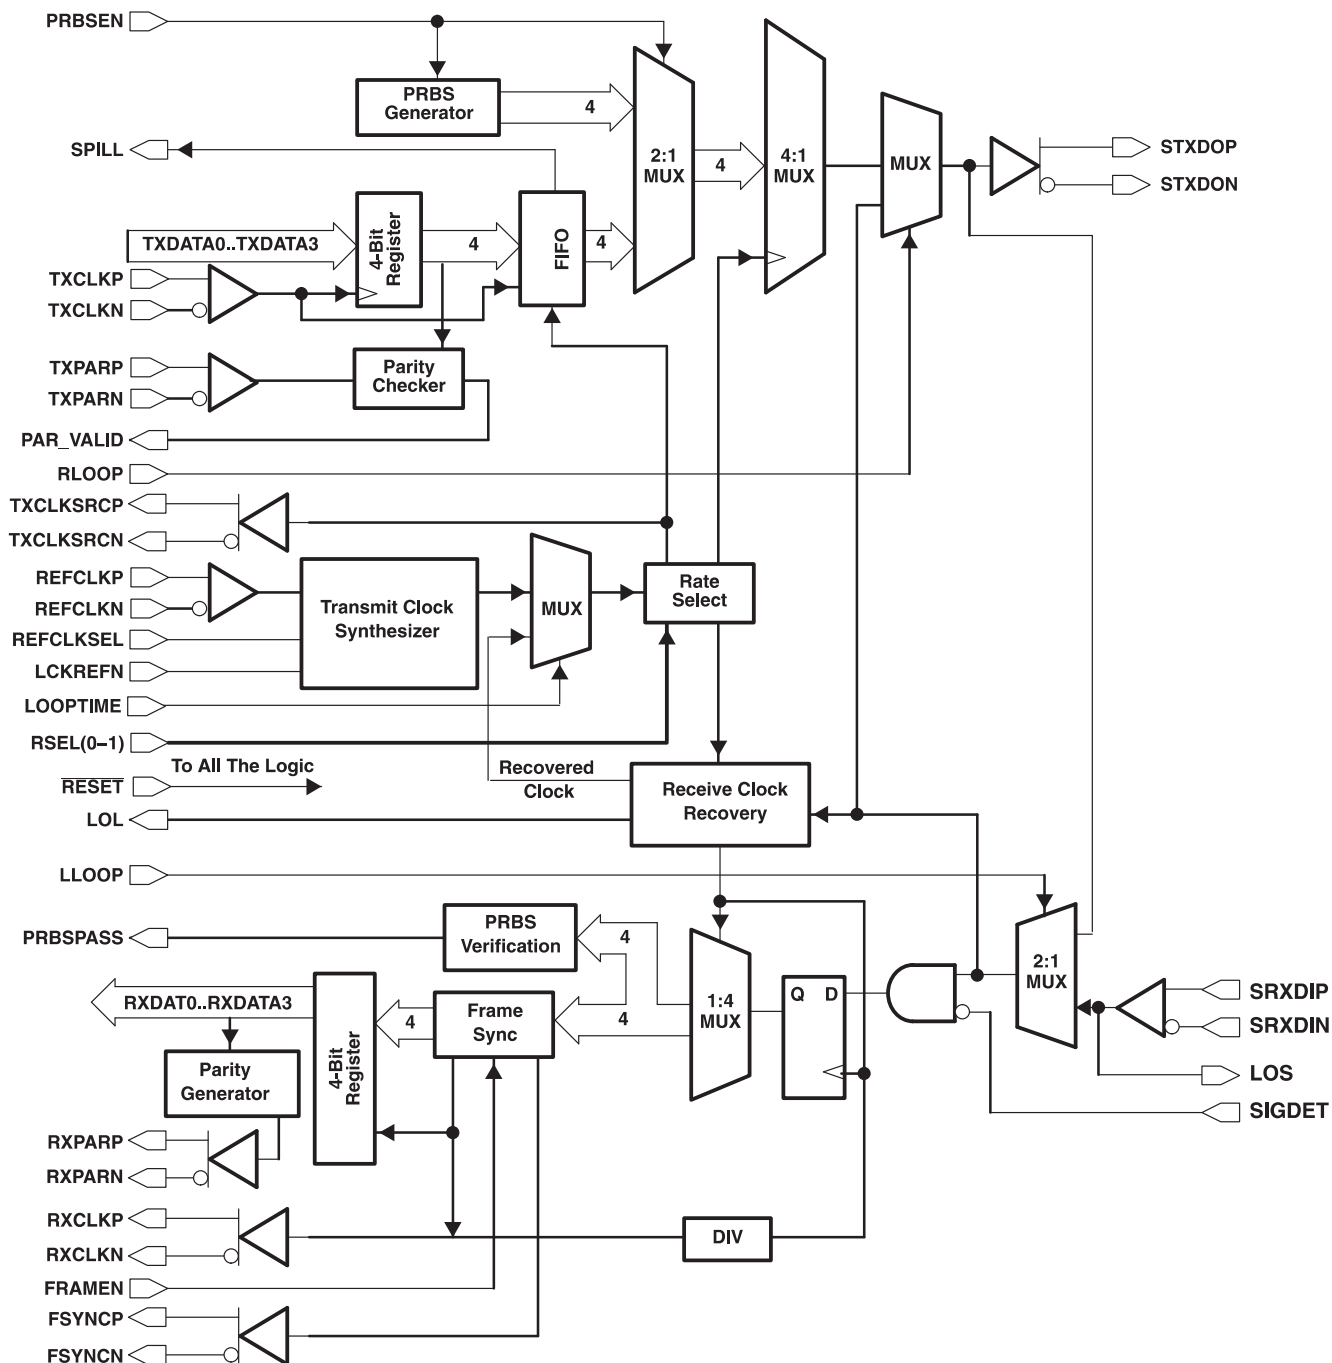 PRBSEN
PRBS
Generator
4
SPILL
2:1
MUX
4
4:1
MUX
MUX
STXDOP
STXDON
TXDATA0..TXDATA3
4-Bit
Register
4
FIFO
4
TXCLKP
TXCLKN
TXPARP
TXPARN
Parity
Checker
PAR_VALID
RLOOP
TXCLKSRCP
TXCLKSRCN
REFCLKP
REFCLKN
REFCLKSEL
LCKREFN
Transmit Clock
Synthesizer
MUX
Rate
Select
LOOPTIME
RSEL(0–1)
RESET
To All The Logic
Recovered
Clock
Receive Clock
Recovery
LOL
LLOOP
PRBSPASS
PRBS
Verification
4
RXDAT0..RXDATA3
4-Bit
Register
4
Frame
Sync
4
1:4
MUX
Q D
2:1
MUX
SRXDIP
SRXDIN
LOS
SIGDET
Parity
Generator
RXPARP
RXPARN
RXCLKP
RXCLKN
DIV
FRAMEN
FSYNCP
FSYNCN